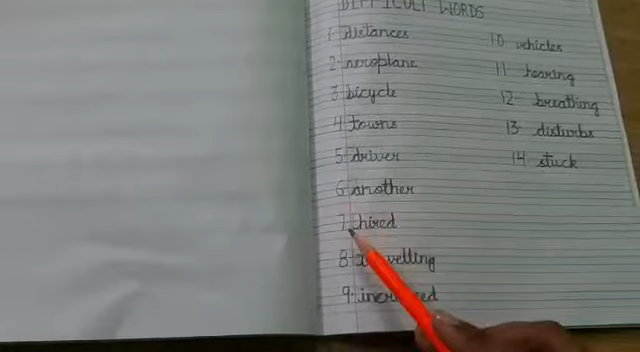 DIFFICULT WORDS
1 distances
2 aeroplane
3 bicycle
4 towns
5 driver
6 another
7 hired
8
9
10 vehicles
11 hearing
12 breathing
13 disturbs
14 stuck